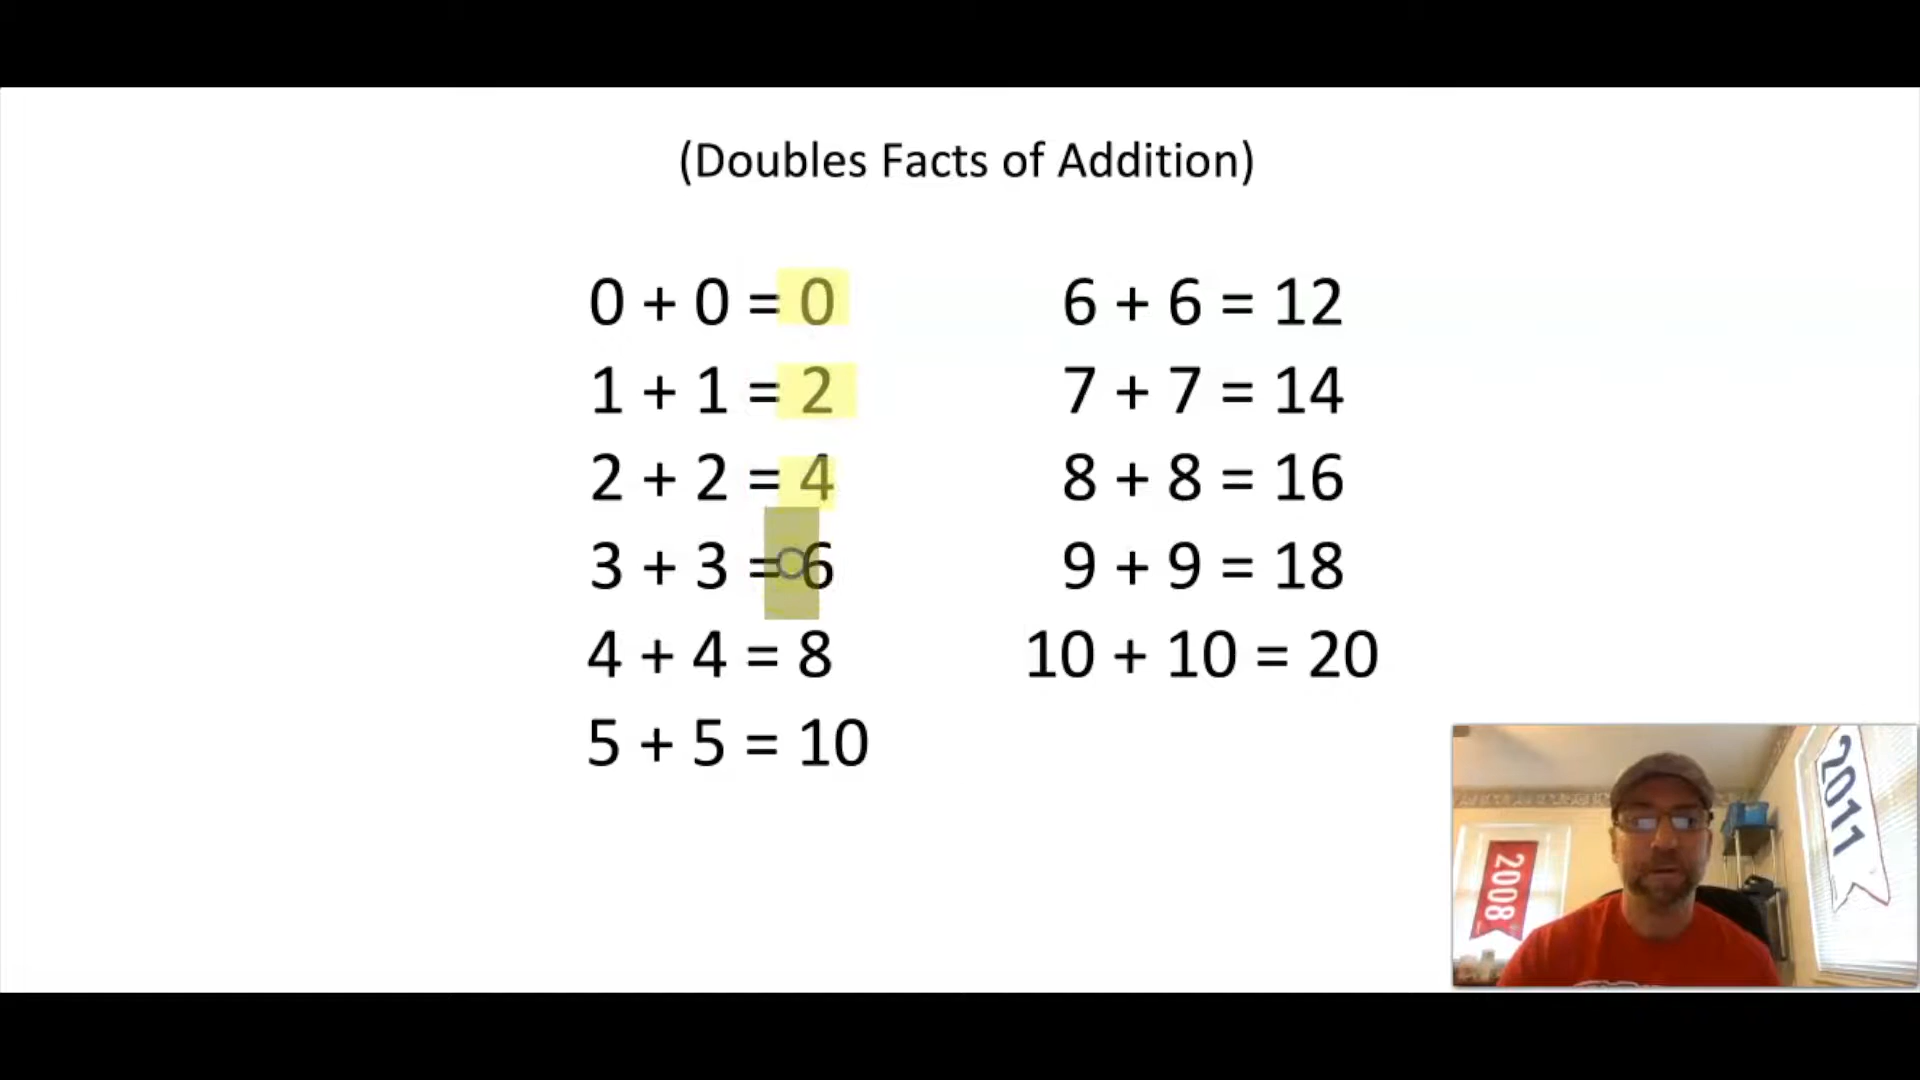 (Doubles Facts of Addition)
0 + 0 = 0
1 + 1 = 2
2 + 2 = 4
3 + 3 = 6
4 + 4 = 8
5 + 5 = 10
6 + 6 = 12
7 + 7 = 14
8 + 8 = 16
9 + 9 = 18
10 + 10 = 20
2008
2011